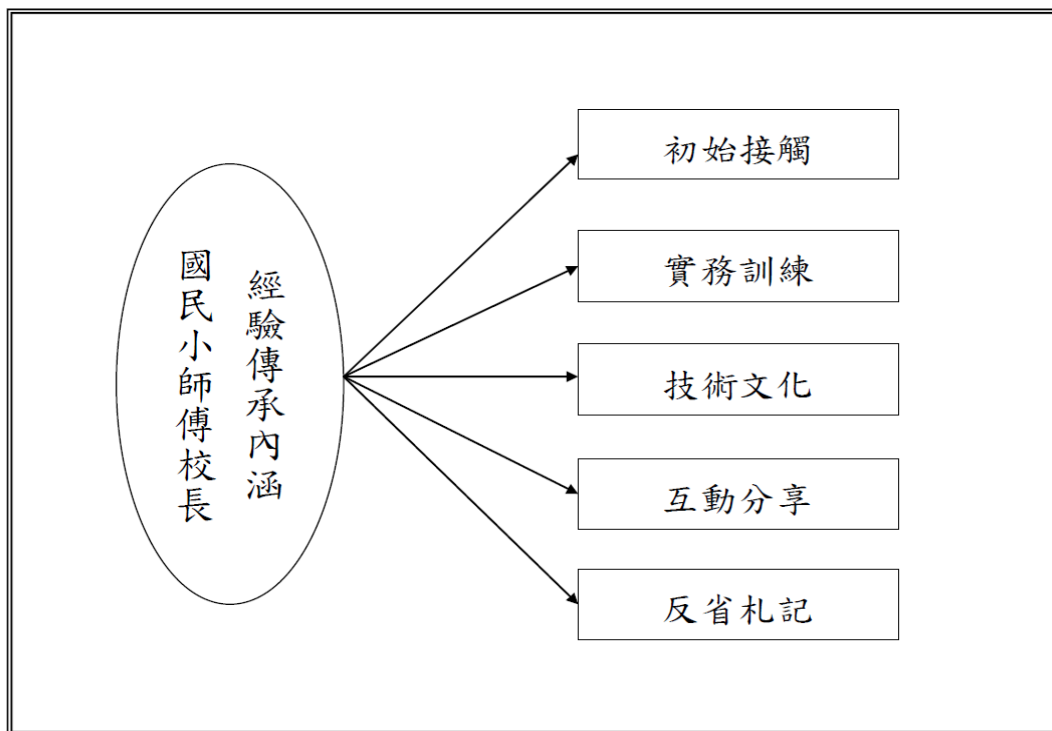 國民小師傅校長
經驗傳承內涵
初始接觸
實務訓練
技術文化
互動分享
反省札記